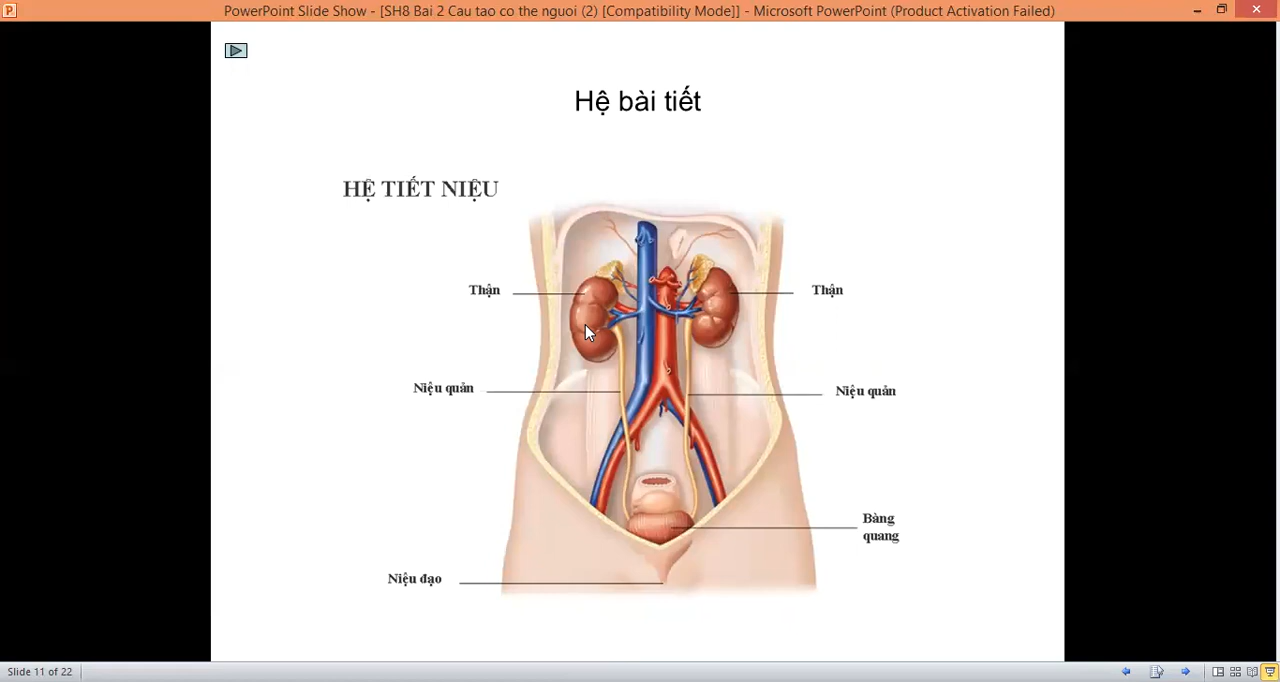 PowerPoint Slide Show - [SH8 Bai 2 Cau tao co the nguoi (2) [Compatibility Mode]] - Microsoft PowerPoint (Product Activation Failed)
Hệ bài tiết
HỆ TIẾT NIỆU
Thận
Thận
Niệu quản
Niệu quản
Bàng
quang
Niệu đạo
Slide 11 of 22